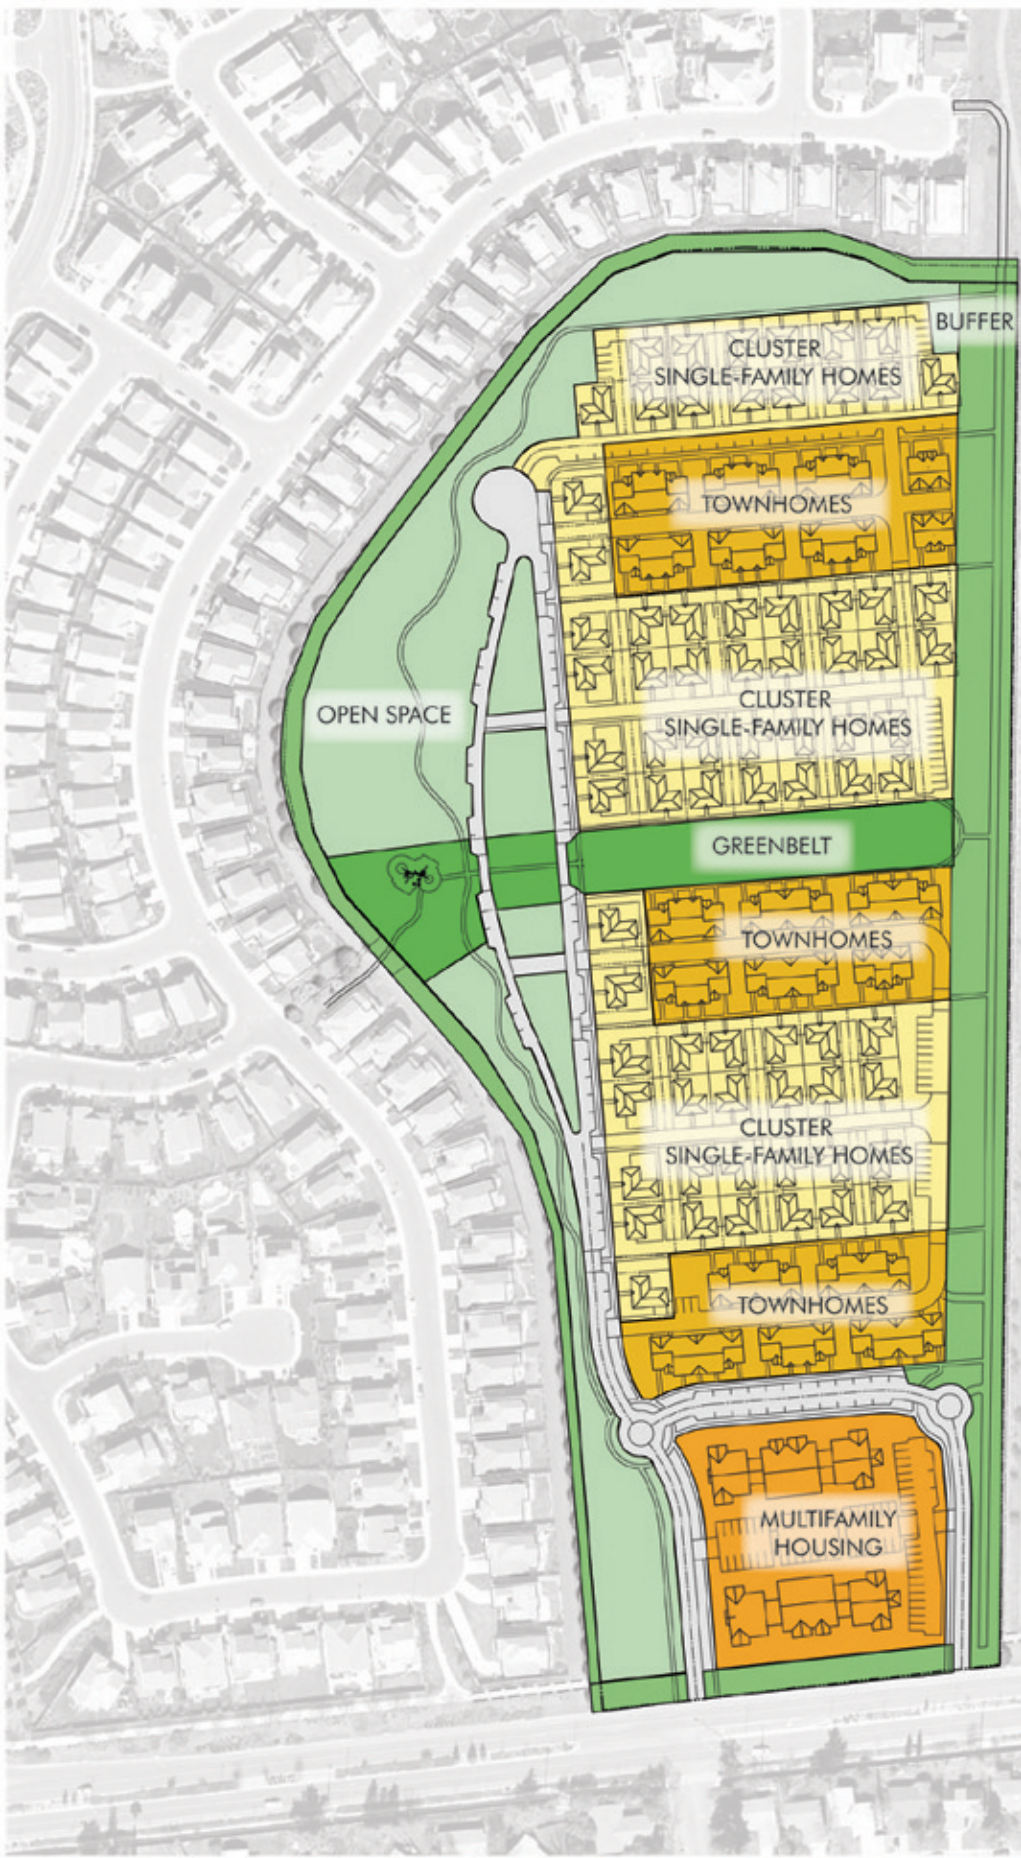 BUFFER
CLUSTER
SINGLE-FAMILY HOMES
TOWNHOMES
CLUSTER
SINGLE-FAMILY HOMES
OPEN SPACE
GREENBELT
TOWNHOMES
CLUSTER
SINGLE-FAMILY HOMES
TOWNHOMES
MULTIFAMILY
HOUSING